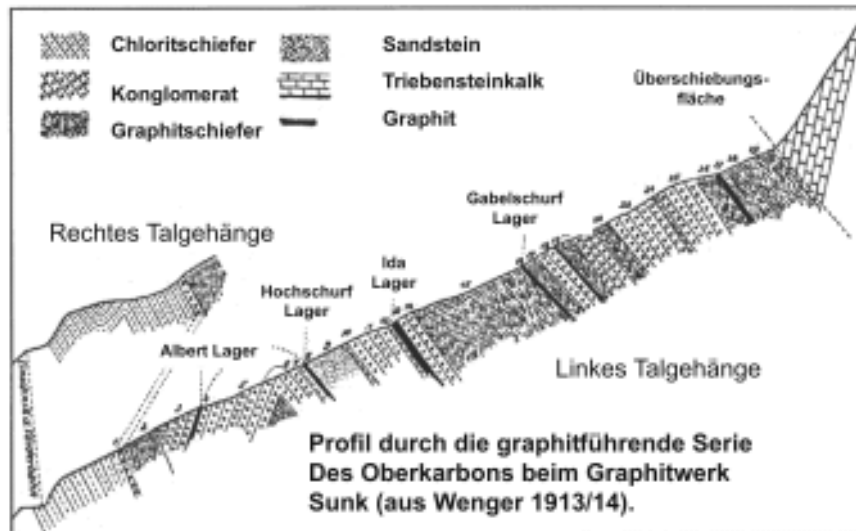 Chloritschiefer
Konglomerat
Graphitschiefer
Sandstein
Triebensteinkalk
Graphit
Überschiebungs-
fläche
Gabelschurf
Lager
Rechtes Talgehänge
Ida
Lager
Hochschurf
Lager
Albert Lager
Linkes Talgehänge
Profil durch die graphitführende Serie
Des Oberkarbons beim Graphitwerk
Sunk (aus Wenger 1913/14).